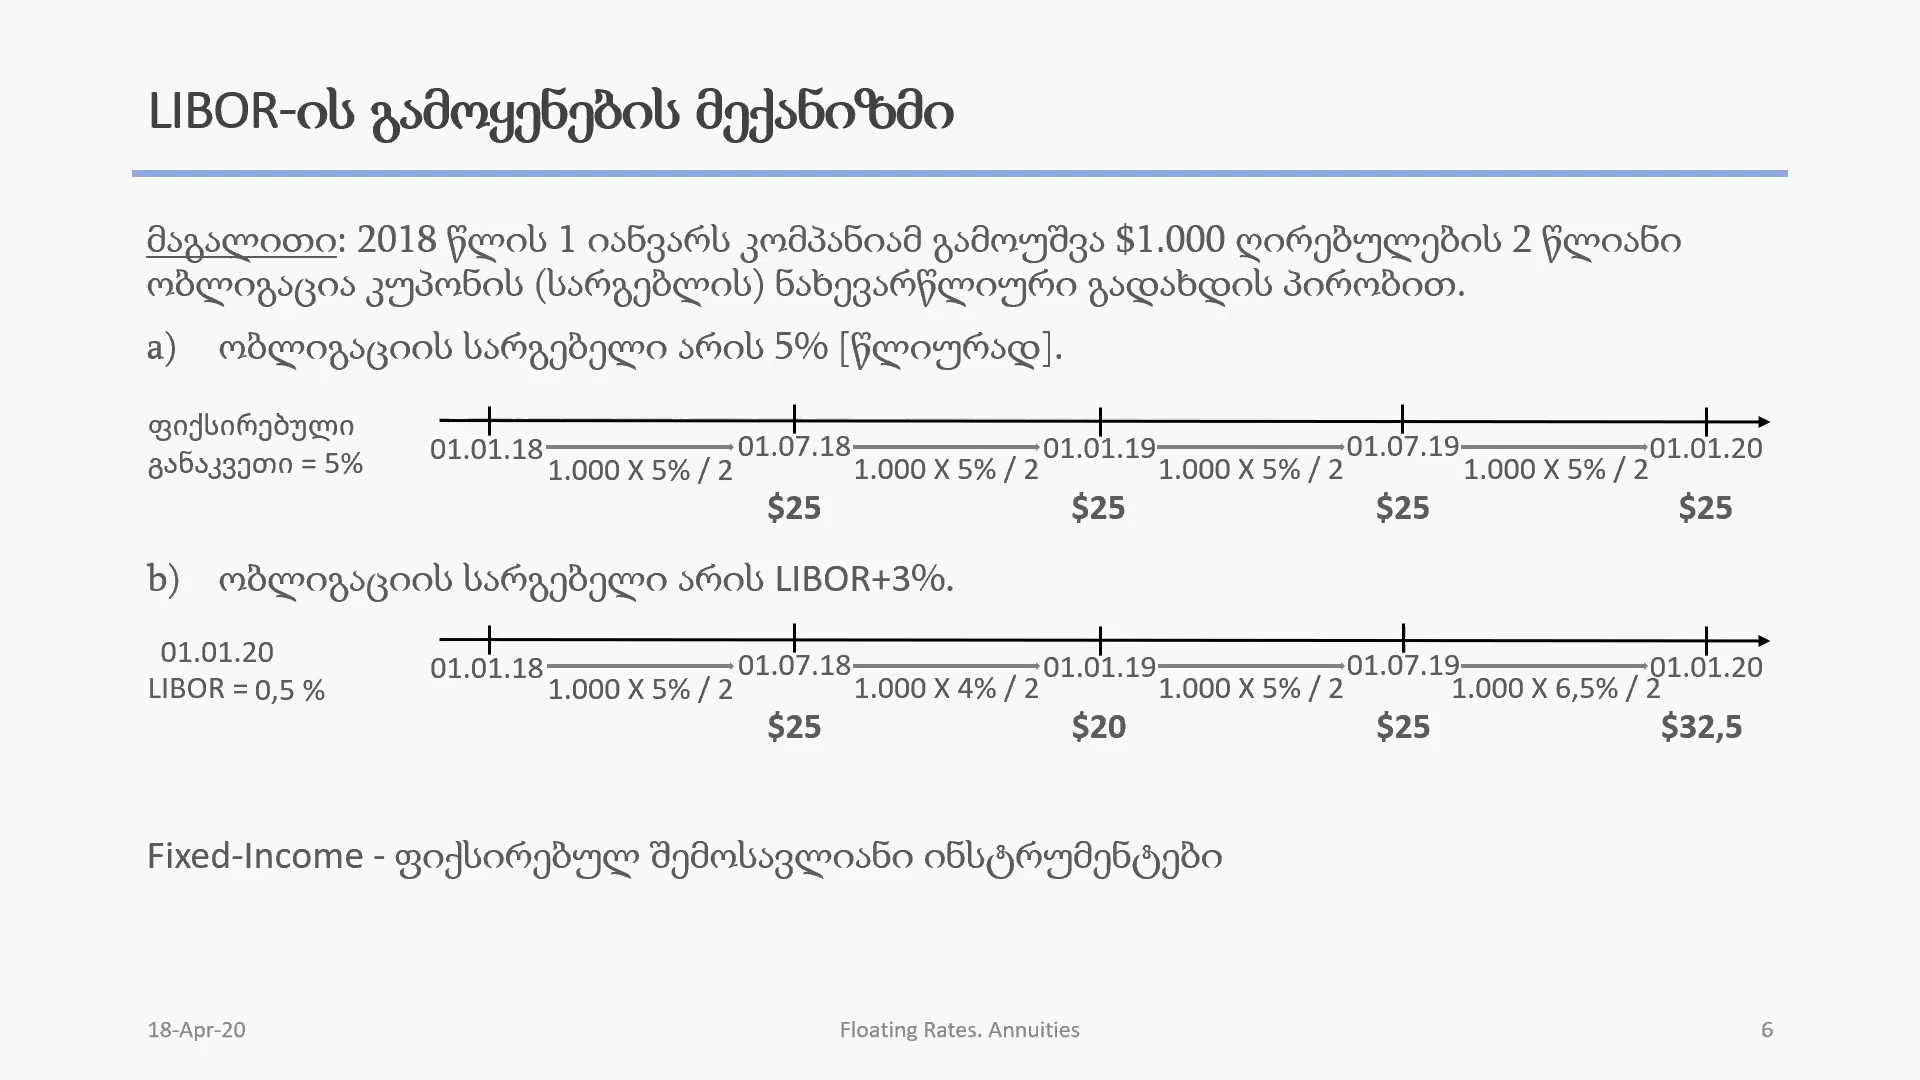 LIBOR-ის გამოყენების მექანიზმი
მაგალითი: 2018 წლის 1 იანვარს კომპანიამ გამოუშვა $1.000 ღირებულების 2 წლიანი
ობლიგაცია კუპონის (სარგებლის) ნახევარწლიური გადახდის პირობით.
a) ობლიგაციის სარგებელი არის 5% [წლიურად].
ფიქსირებული
განაკვეთი = 5%
01.01.18 01.07.18 01.01.19 01.07.19 01.01.20
1.000 X 5% / 2 1.000 X 5% / 2 1.000 X 5% / 2 1.000 X 5% / 2
$25 $25 $25 $25
b) ობლიგაციის სარგებელი არის LIBOR+3%.
01.01.20
LIBOR = 0,5 %
01.01.18 01.07.18 01.01.19 01.07.19 01.01.20
1.000 X 5% / 2 1.000 X 4% / 2 1.000 X 5% / 2 1.000 X 6,5% / 2
$25 $20 $25 $32,5
Fixed-Income - ფიქსირებულ შემოსავლიანი ინსტრუმენტები
18-Apr-20 Floating Rates. Annuities 6